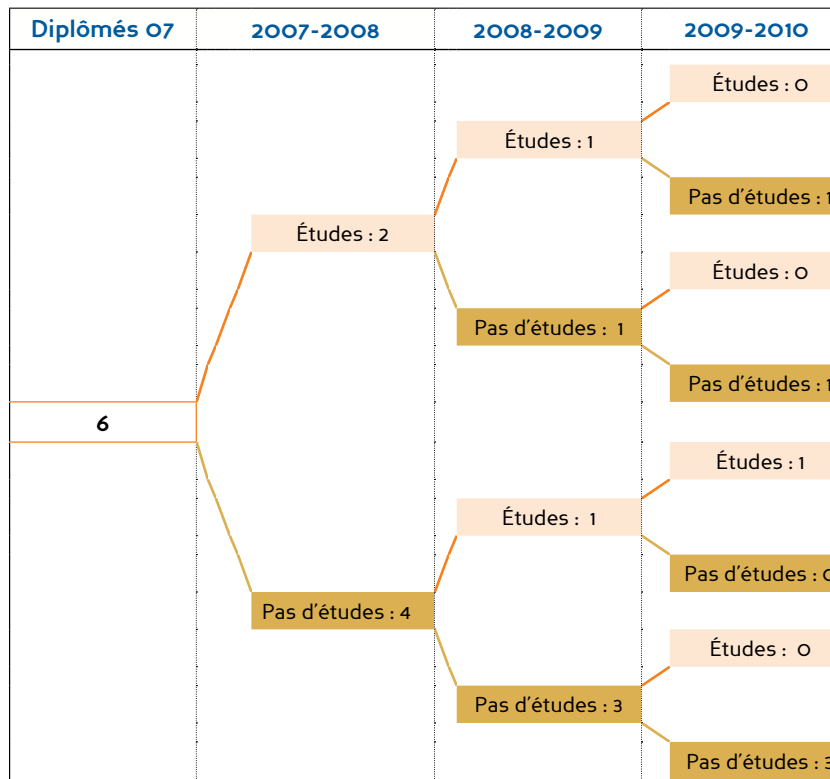 Diplômés 07 2007-2008 2008-2009 2009-2010
Études : 0
Études : 1
Pas d'études : 1
Études : 2
Études : 0
Pas d'études : 1
Pas d'études : 1
6
Études : 1
Études : 1
Pas d'études : 0
Pas d'études : 4
Études : 0
Pas d'études : 3
Pas d'études : 3